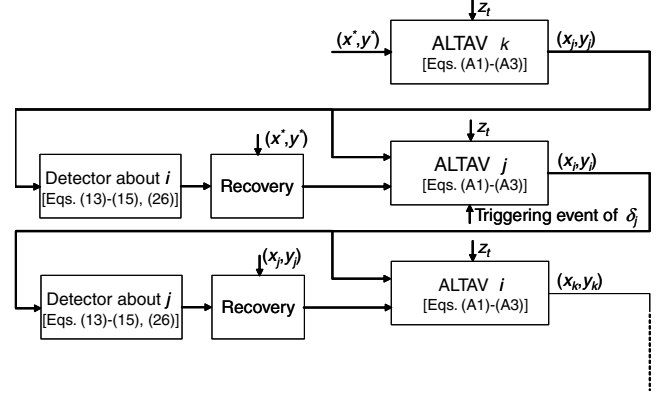 z_t
(x*,y*)
ALTAV k
(x_j,y_j)
[Eqs. (A1)-(A3)]
z_t
(x*,y*)
Detector about i
[Eqs. (13)-(15), (26)]
Recovery
ALTAV j
(x_i,y_i)
[Eqs. (A1)-(A3)]
Triggering event of δ_j
z_t
(x_j,y_j)
Detector about j
[Eqs. (13)-(15), (26)]
Recovery
ALTAV i
(x_k,y_k)
[Eqs. (A1)-(A3)]